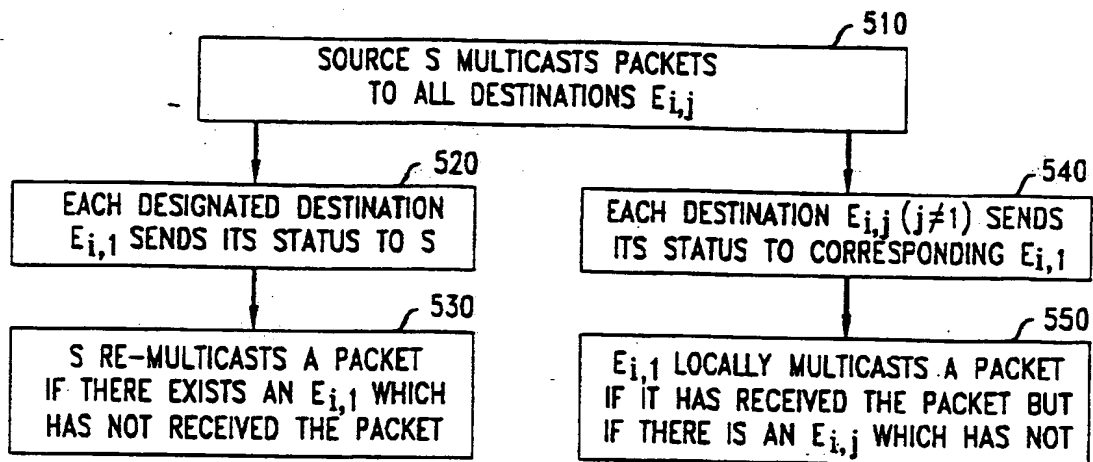 510
SOURCE S MULTICASTS PACKETS
TO ALL DESTINATIONS Ei,j
520
EACH DESIGNATED DESTINATION
Ei,1 SENDS ITS STATUS TO S
530
S RE-MULTICASTS A PACKET
IF THERE EXISTS AN Ei,1 WHICH
HAS NOT RECEIVED THE PACKET
540
EACH DESTINATION Ei,j (j≠1) SENDS
ITS STATUS TO CORRESPONDING Ei,1
550
Ei,1 LOCALLY MULTICASTS A PACKET
IF IT HAS RECEIVED THE PACKET BUT
IF THERE IS AN Ei,j WHICH HAS NOT